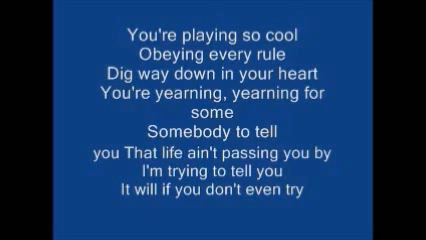 You're playing so cool
Obeying every rule
Dig way down in your heart
You're yearning, yearning for
some
Somebody to tell
you That life ain't passing you by
I'm trying to tell you
It will if you don't even try